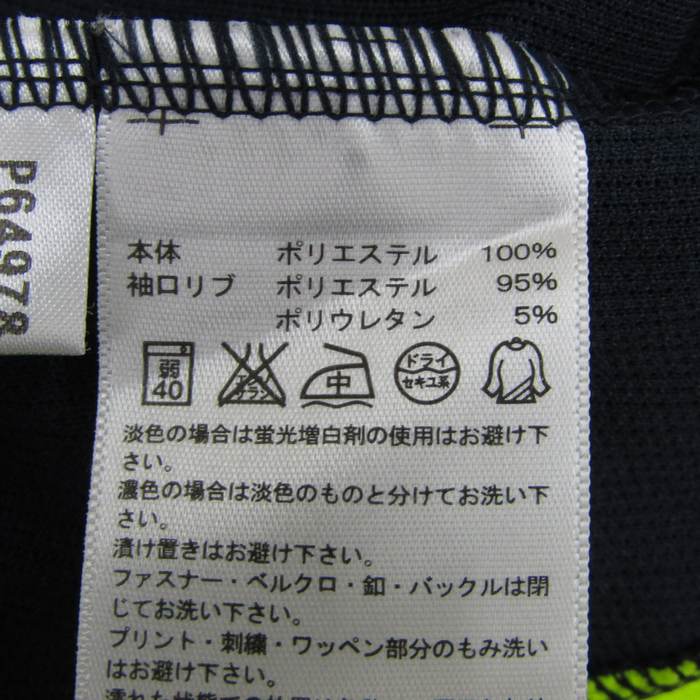 P64978
本体 ポリエステル 100%
袖口リブ ポリエステル 95%
ポリウレタン 5%
弱 40
中
ドライ
セキユ系
淡色の場合は蛍光増白剤の使用はお避け下
さい。
濃色の場合は淡色のものと分けてお洗い下
さい。
漬け置きはお避け下さい。
ファスナー・ベルクロ・釦・バックルは閉
じてお洗い下さい。
プリント・刺繍・ワッペン部分のもみ洗い
はお避け下さい。